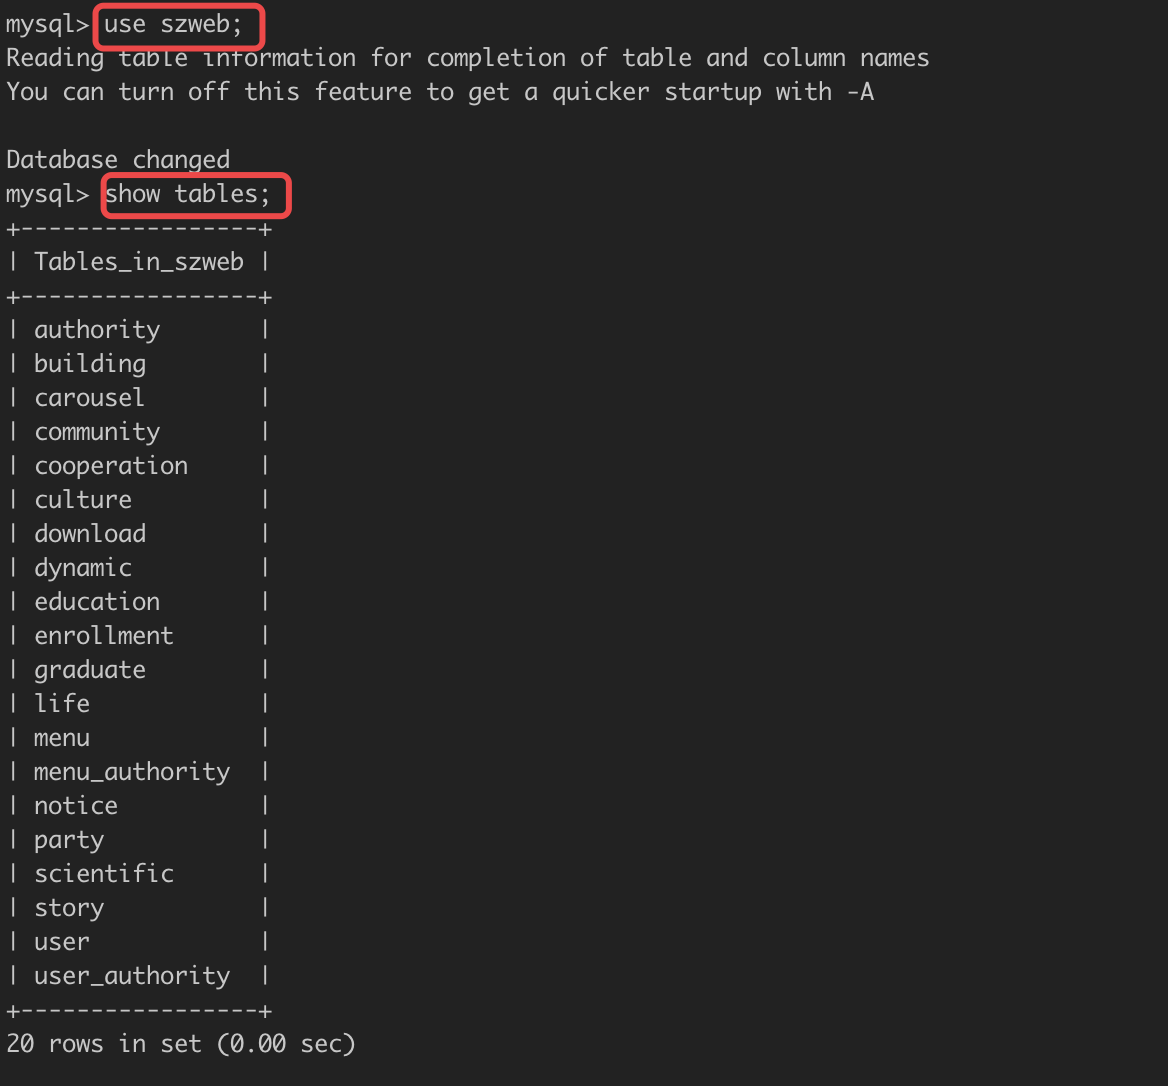 mysql> use szweb;
Reading table information for completion of table and column names
You can turn off this feature to get a quicker startup with -A
Database changed
mysql> show tables;
+-----------------+
| Tables_in_szweb |
+-----------------+
| authority       |
| building        |
| carousel        |
| community       |
| cooperation     |
| culture         |
| download        |
| dynamic         |
| education       |
| enrollment      |
| graduate        |
| life            |
| menu            |
| menu_authority  |
| notice          |
| party           |
| scientific      |
| story           |
| user            |
| user_authority  |
+-----------------+
20 rows in set (0.00 sec)